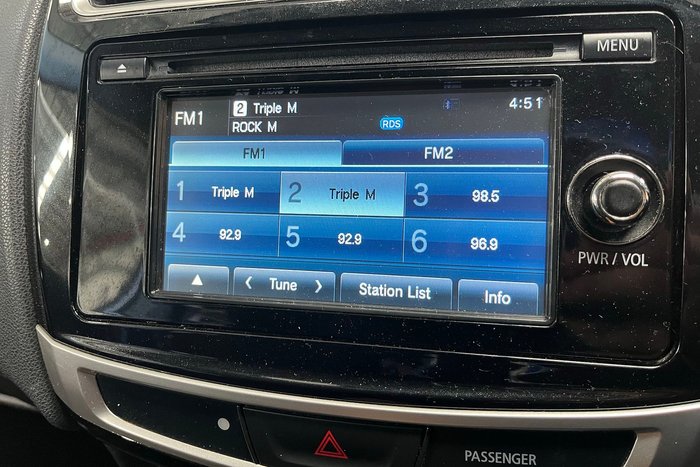 MENU
FM1
2 Triple M
4:51
ROCK M
RDS
FM1
FM2
1 Triple M
2 Triple M
3 98.5
4 92.9
5 92.9
6 96.9
Tune
Station List
Info
PWR / VOL
PASSENGER